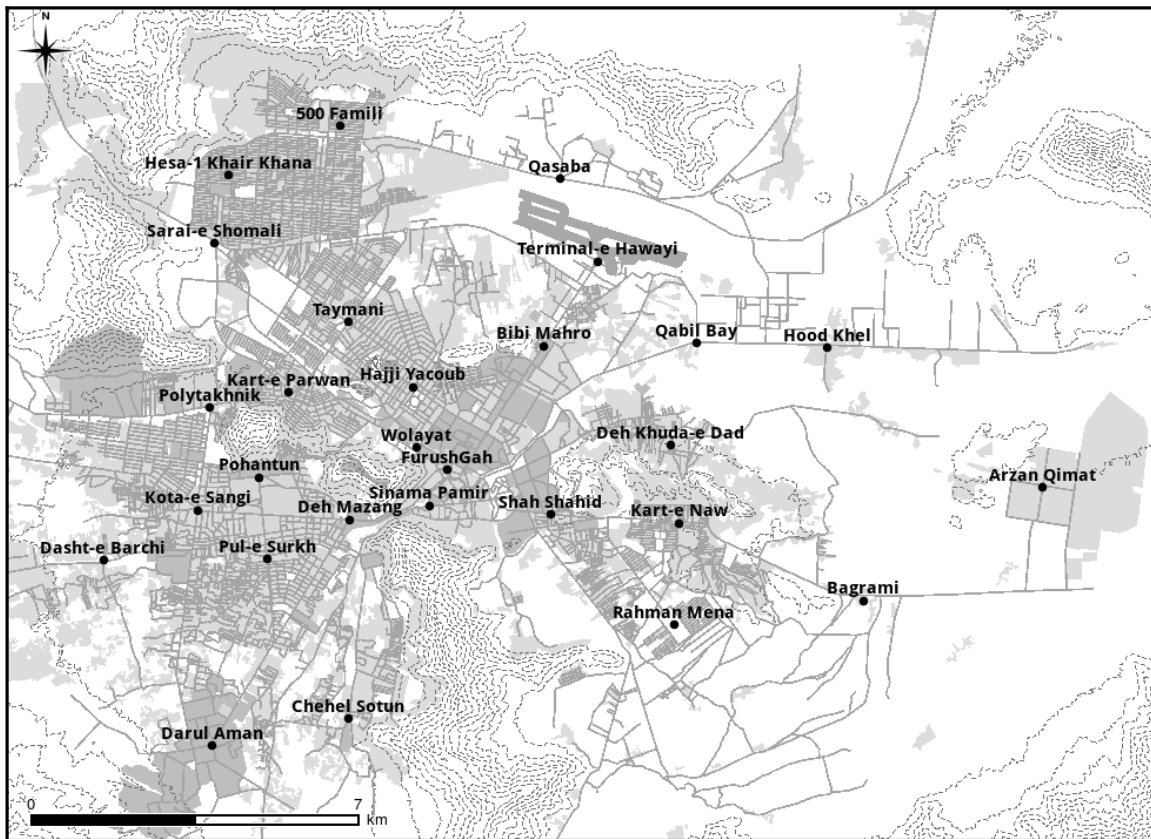 N
500 Famili
Hesa-1 Khair Khana
Qasaba
Sarai-e Shomali
Terminal-e Hawayi
Taymani
Bibi Mahro
Qabil Bay
Hood Khel
Hajji Yacoub
Kart-e Parwan
Polytakhnik
Wolayat
Deh Khuda-e Dad
FurushGah
Pohantun
Arzan Qimat
Kota-e Sangi
Sinama Pamir
Deh Mazang
Shah Shahid
Kart-e Naw
Dasht-e Barchi
Pul-e Surkh
Bagrami
Rahman Mena
Chehel Sotun
Darul Aman
0 7
km